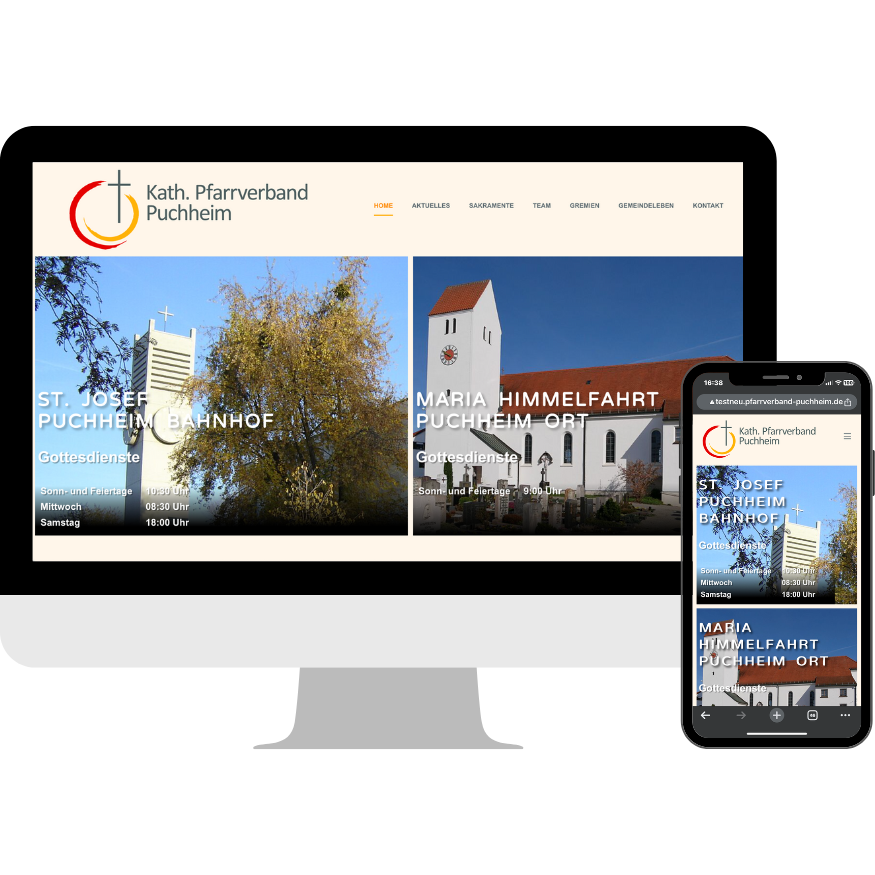 Kath. Pfarrverband
Puchheim
HOME AKTUELLES SAKRAMENTE TEAM GREMIEN GEMEINDELEBEN KONTAKT
ST. JOSEF
PUCHHEIM BAHNHOF
Gottesdienste
Sonn- und Feiertage 10:30 Uhr
Mittwoch 08:30 Uhr
Samstag 18:00 Uhr
MARIA HIMMELFAHRT
PUCHHEIM ORT
Gottesdienste
Sonn- und Feiertage 9:00 Uhr
16:38
testneu.pfarrverband-puchheim.de
Kath. Pfarrverband
Puchheim
ST. JOSEF
PUCHHEIM
BAHNHOF
Gottesdienste
Sonn- und Feiertage 10:30 Uhr
Mittwoch 08:30 Uhr
Samstag 18:00 Uhr
MARIA
HIMMELFAHRT
PUCHHEIM ORT
Gottesdienste